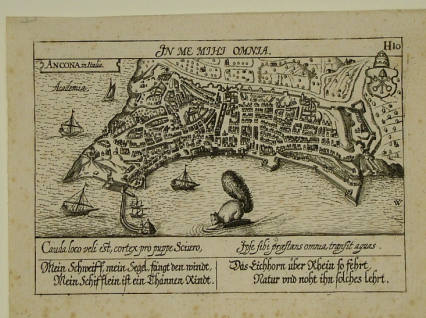 IN ME MIHI OMNIA.
H10
ANCONA in Italia.
Cauda loco veli est, cortex pro puppe Sciuro,
Ipse sibi præstans omnia, transit aquas.
Mein Schweiff, mein Segel, fängt den windt,
Mein Schifflein ist ein Thannen Rindt.
Das Eichhorn über Rhein so fehrt,
Natur und noht ihn solches lehrt.